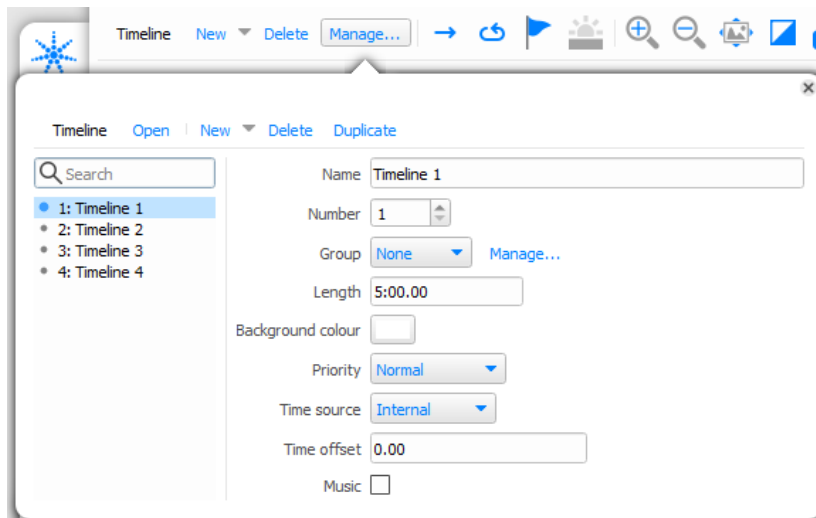 Timeline New Delete Manage...
Timeline Open New Delete Duplicate
Search
1: Timeline 1
2: Timeline 2
3: Timeline 3
4: Timeline 4
Name Timeline 1
Number 1
Group None Manage...
Length 5:00.00
Background colour
Priority Normal
Time source Internal
Time offset 0.00
Music